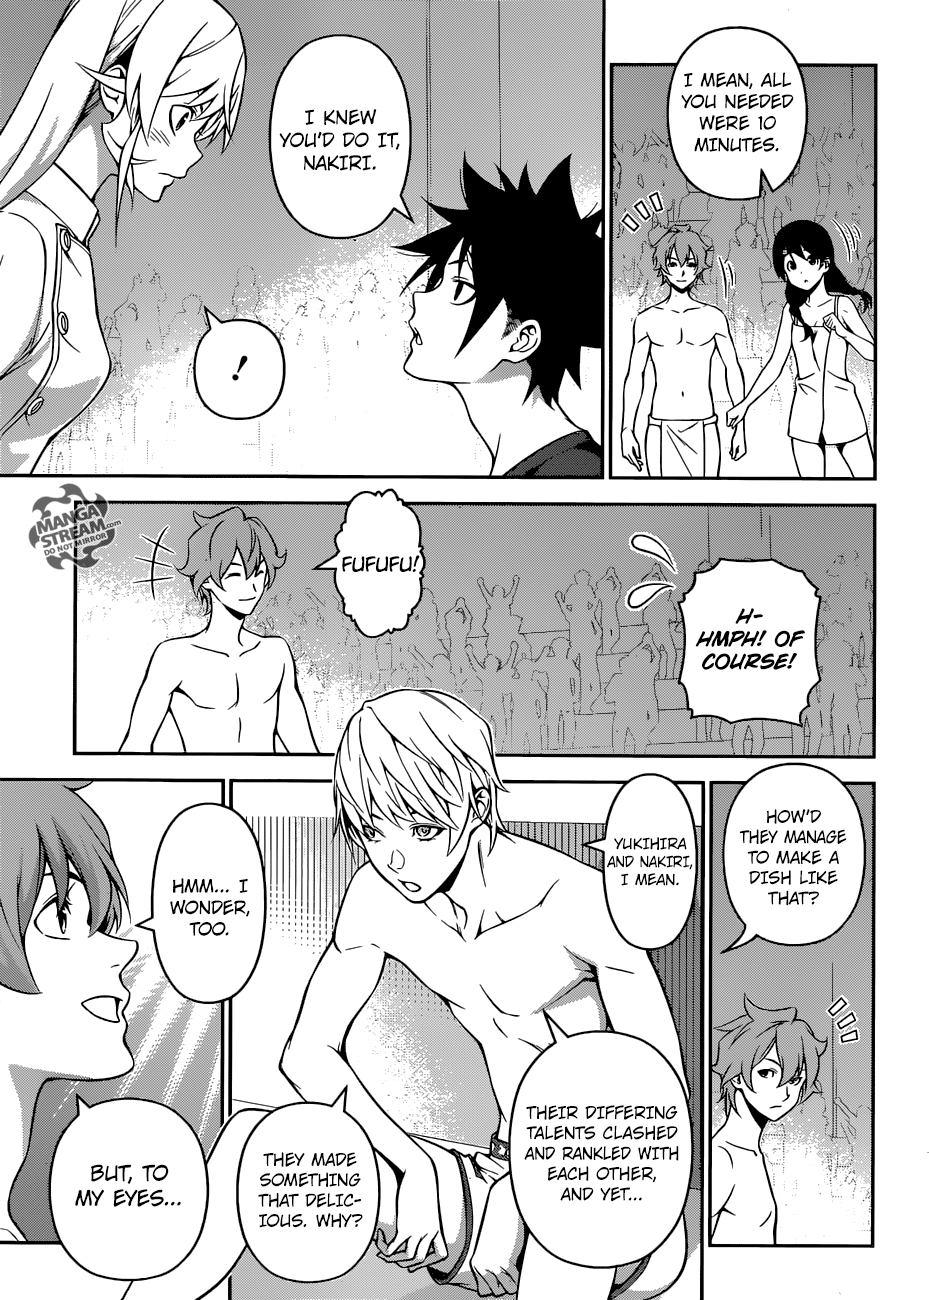 I MEAN, ALL
YOU NEEDED
WERE 10
MINUTES.
I KNEW
YOU'D DO IT,
NAKIRI.
!
H-
HMPH! OF
COURSE!
FUFUFU!
MANGA
STREAM.com
DO NOT MIRROR
HOW'D
THEY MANAGE
TO MAKE A
DISH LIKE
THAT?
YUKIHIRA
AND NAKIRI,
I MEAN.
THEIR DIFFERING
TALENTS CLASHED
AND RANKLED WITH
EACH OTHER,
AND YET...
THEY MADE
SOMETHING
THAT DELIC-
IOUS. WHY?
HMM... I
WONDER,
TOO.
BUT, TO
MY EYES...